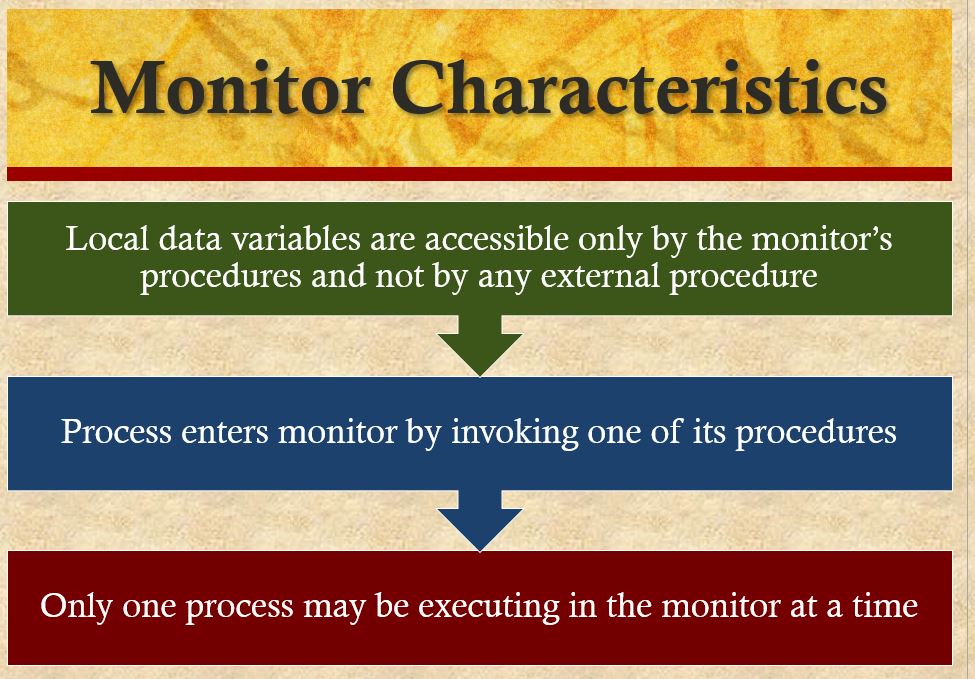 Monitor Characteristics
Local data variables are accessible only by the monitor’s
procedures and not by any external procedure
Process enters monitor by invoking one of its procedures
Only one process may be executing in the monitor at a time